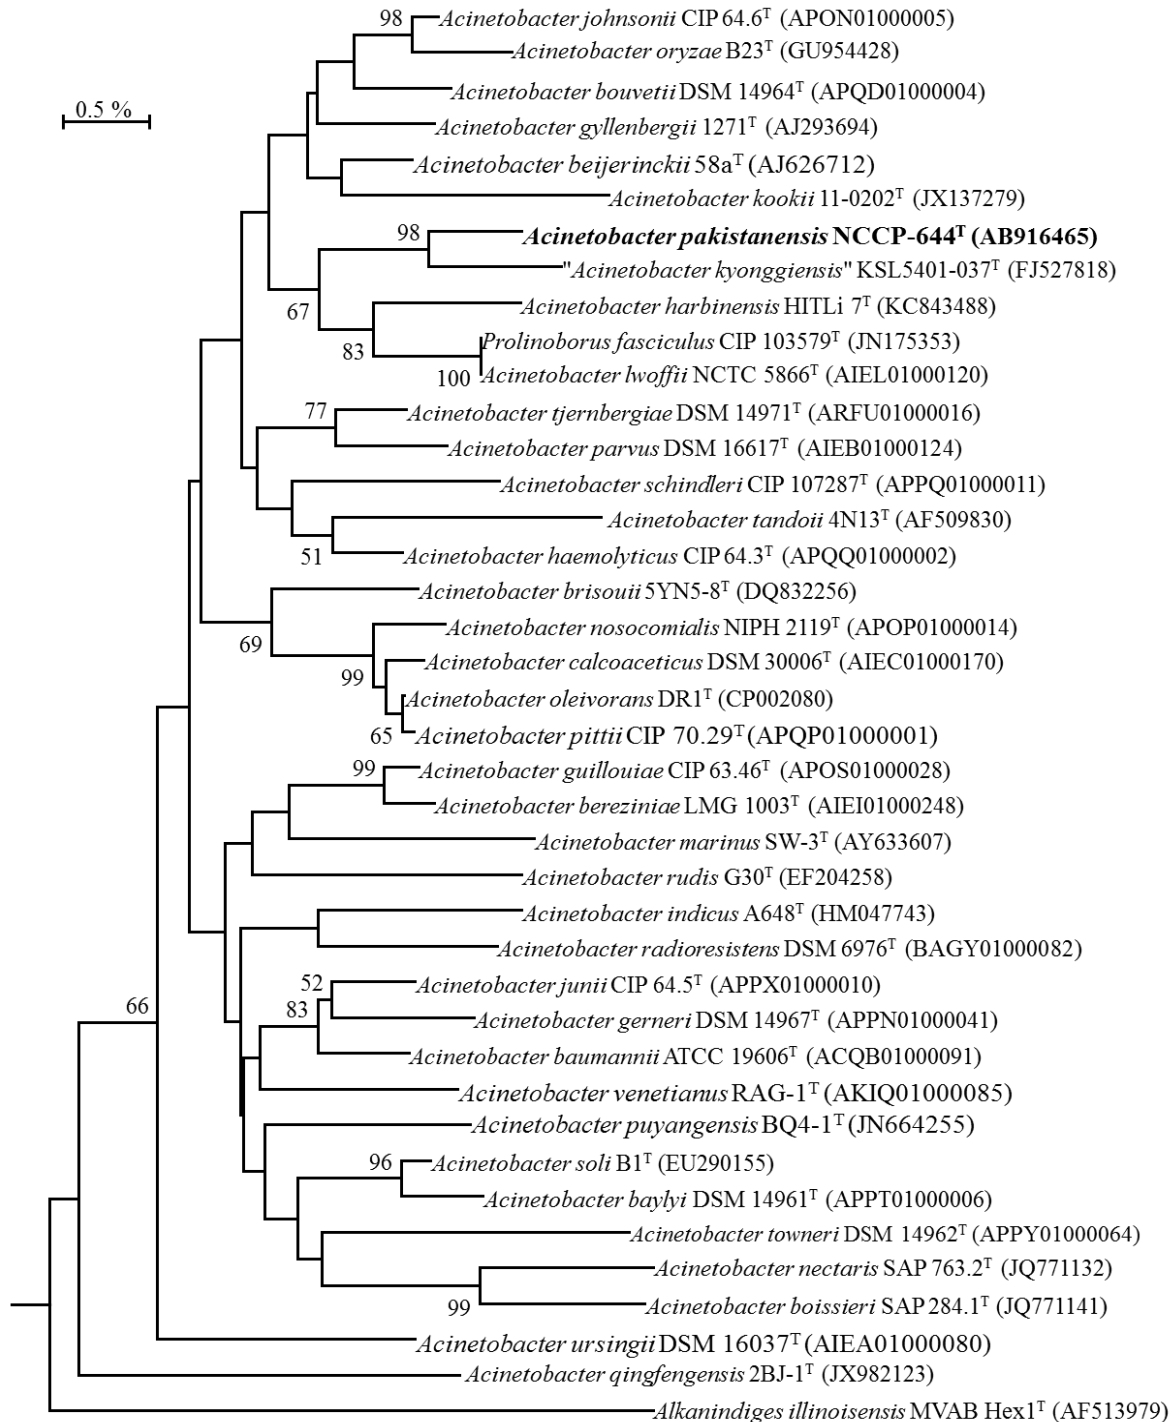 98 Acinetobacter johnsonii CIP 64.6ᵀ (APON01000005)
Acinetobacter oryzae B23ᵀ (GU954428)
Acinetobacter bouvetii DSM 14964ᵀ (APQD01000004)
0.5 %
Acinetobacter gyllenbergii 1271ᵀ (AJ293694)
Acinetobacter beijerinckii 58aᵀ (AJ626712)
Acinetobacter kookii 11-0202ᵀ (JX137279)
98 Acinetobacter pakistanensis NCCP-644ᵀ (AB916465)
"Acinetobacter kyonggiensis" KSL5401-037ᵀ (FJ527818)
67 Acinetobacter harbinensis HITLi 7ᵀ (KC843488)
Prolinoborus fasciculus CIP 103579ᵀ (JN175353)
83
100 Acinetobacter lwoffii NCTC 5866ᵀ (AIEL01000120)
77 Acinetobacter tjernbergiae DSM 14971ᵀ (ARFU01000016)
Acinetobacter parvus DSM 16617ᵀ (AIEB01000124)
Acinetobacter schindleri CIP 107287ᵀ (APPQ01000011)
Acinetobacter tandoii 4N13ᵀ (AF509830)
51 Acinetobacter haemolyticus CIP 64.3ᵀ (APQQ01000002)
Acinetobacter brisouii 5YN5-8ᵀ (DQ832256)
69 Acinetobacter nosocomialis NIPH 2119ᵀ (APOP01000014)
Acinetobacter calcoaceticus DSM 30006ᵀ (AIEC01000170)
99
Acinetobacter oleivorans DR1ᵀ (CP002080)
65 Acinetobacter pittii CIP 70.29ᵀ (APQP01000001)
99 Acinetobacter guillouiae CIP 63.46ᵀ (APOS01000028)
Acinetobacter bereziniae LMG 1003ᵀ (AIEI01000248)
Acinetobacter marinus SW-3ᵀ (AY633607)
Acinetobacter rudis G30ᵀ (EF204258)
Acinetobacter indicus A648ᵀ (HM047743)
Acinetobacter radioresistens DSM 6976ᵀ (BAGY01000082)
52 Acinetobacter junii CIP 64.5ᵀ (APPX01000010)
66 83 Acinetobacter gerneri DSM 14967ᵀ (APPN01000041)
Acinetobacter baumannii ATCC 19606ᵀ (ACQB01000091)
Acinetobacter venetianus RAG-1ᵀ (AKIQ01000085)
Acinetobacter puyangensis BQ4-1ᵀ (JN664255)
96 Acinetobacter soli B1ᵀ (EU290155)
Acinetobacter baylyi DSM 14961ᵀ (APPT01000006)
Acinetobacter towneri DSM 14962ᵀ (APPY01000064)
Acinetobacter nectaris SAP 763.2ᵀ (JQ771132)
99 Acinetobacter boissieri SAP 284.1ᵀ (JQ771141)
Acinetobacter ursingii DSM 16037ᵀ (AIEA01000080)
Acinetobacter qingfengensis 2BJ-1ᵀ (JX982123)
Alkanindiges illinoisensis MVAB Hex1ᵀ (AF513979)